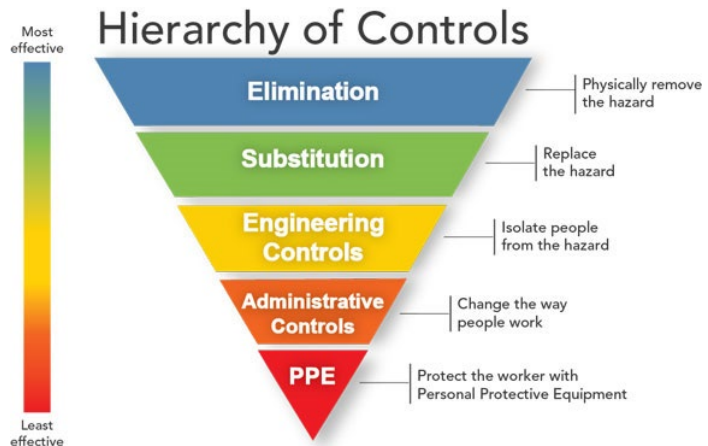 Hierarchy of Controls
Most
effective
Elimination
Physically remove
the hazard
Substitution
Replace
the hazard
Engineering
Controls
Isolate people
from the hazard
Administrative
Controls
Change the way
people work
PPE
Protect the worker with
Personal Protective Equipment
Least
effective